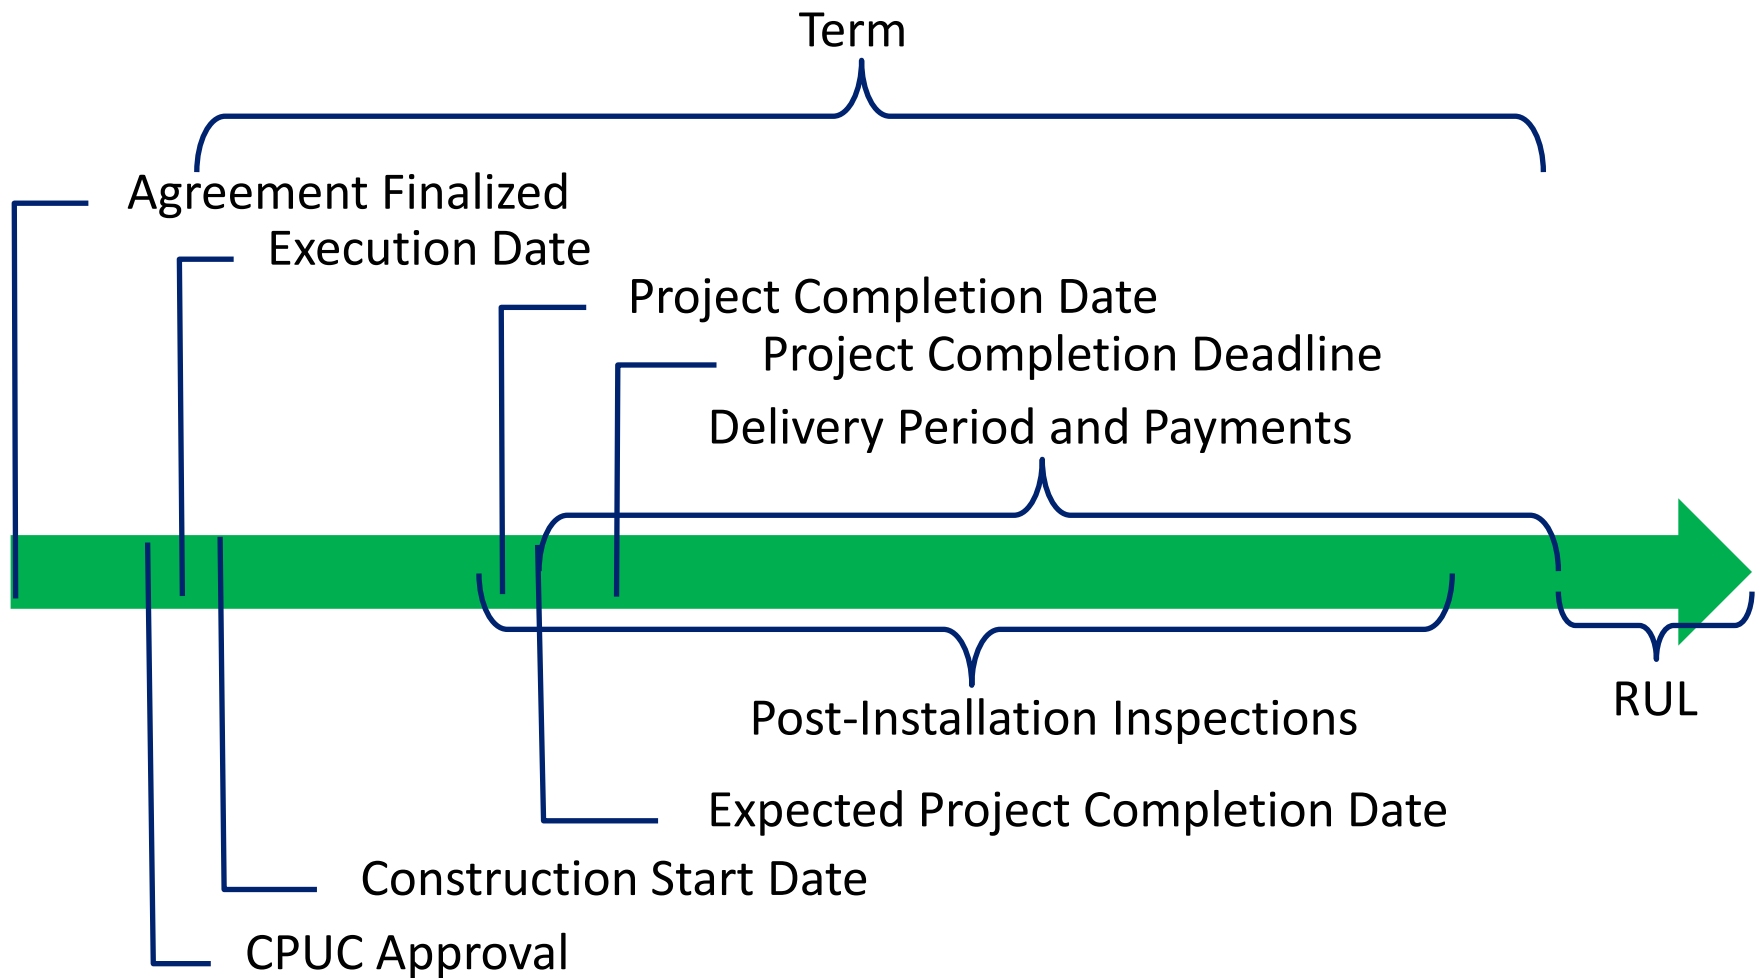 Term
Agreement Finalized
Execution Date
Project Completion Date
Project Completion Deadline
Delivery Period and Payments
RUL
Post-Installation Inspections
Expected Project Completion Date
Construction Start Date
CPUC Approval